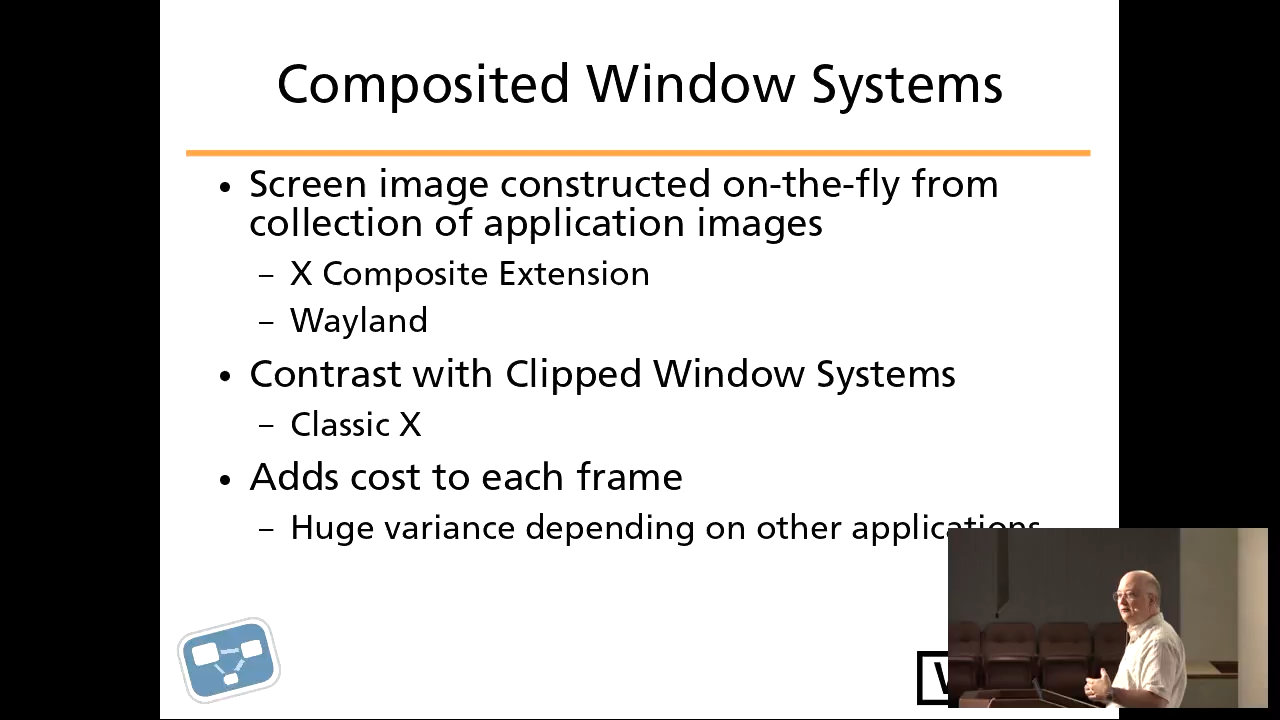 Composited Window Systems
• Screen image constructed on-the-fly from
collection of application images
– X Composite Extension
– Wayland
• Contrast with Clipped Window Systems
– Classic X
• Adds cost to each frame
– Huge variance depending on other applications